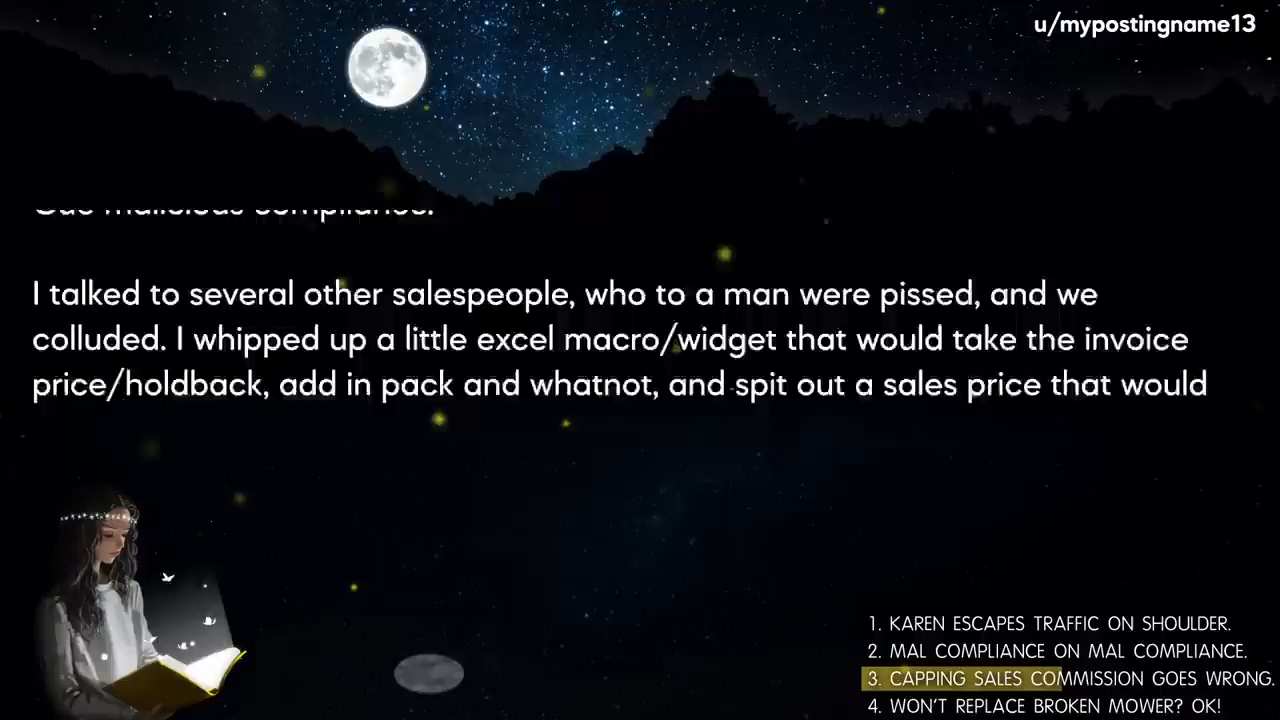 u/mypostingname13
Cue malicious compliance.
I talked to several other salespeople, who to a man were pissed, and we
colluded. I whipped up a little excel macro/widget that would take the invoice
price/holdback, add in pack and whatnot, and spit out a sales price that would
1. KAREN ESCAPES TRAFFIC ON SHOULDER.
2. MAL COMPLIANCE ON MAL COMPLIANCE.
3. CAPPING SALES COMMISSION GOES WRONG.
4. WON'T REPLACE BROKEN MOWER? OK!